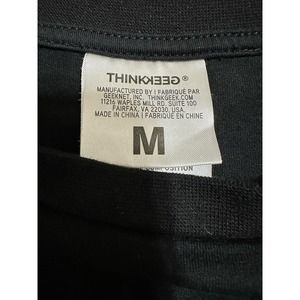 THINKGEEK
MANUFACTURED BY | FABRIQUÉ PAR
GEEKNET, INC. THINKGEEK.COM
11216 WAPLES MILL RD. SUITE 100
FAIRFAX, VA 22030, USA.
MADE IN CHINA | FABRIQUÉ EN CHINE
M
COMPOSITION